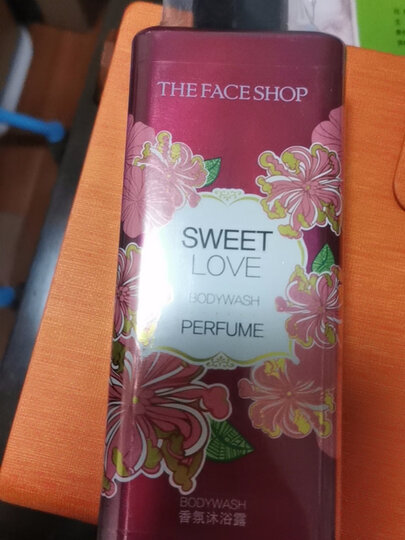 THE FACE SHOP
SWEET
LOVE
BODYWASH
PERFUME
BODYWASH
香氛沐浴露